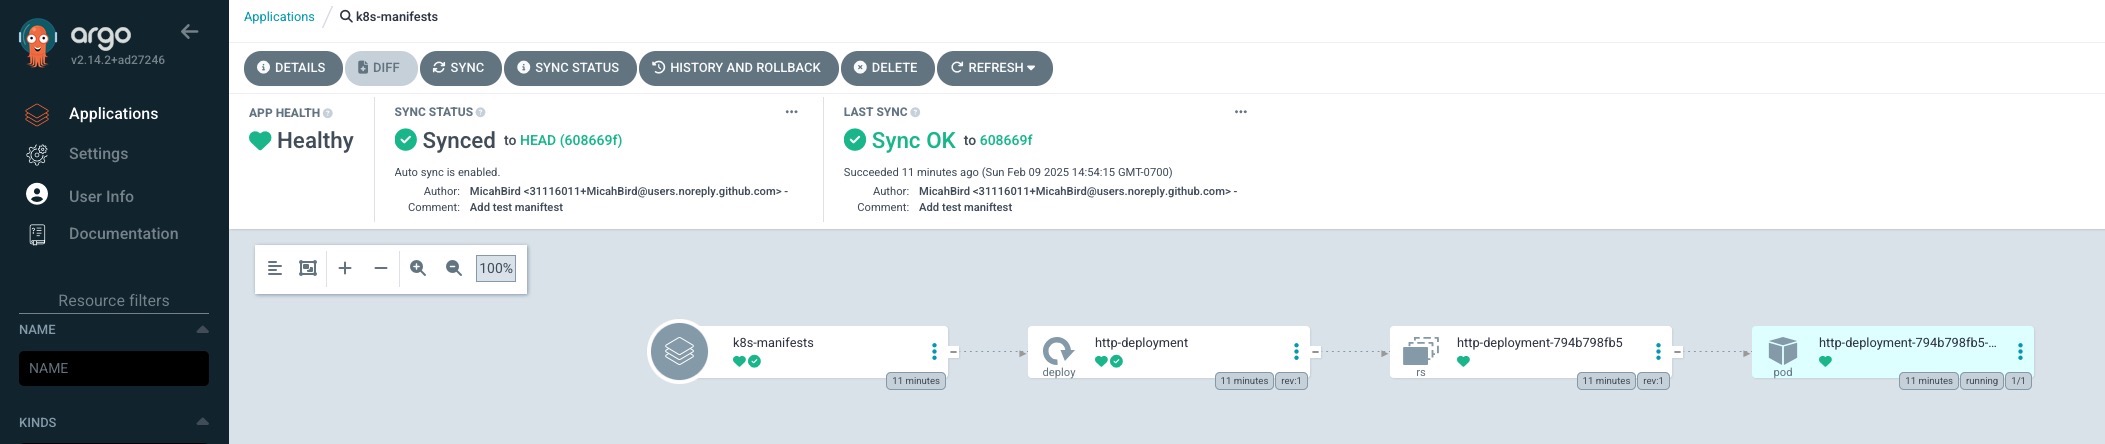 argo
v2.14.2+ad27246
Applications
Settings
User Info
Documentation
Resource filters
NAME
NAME
KINDS
Applications / k8s-manifests
DETAILS DIFF SYNC SYNC STATUS HISTORY AND ROLLBACK DELETE REFRESH
APP HEALTH
Healthy
SYNC STATUS
Synced to HEAD (608669f)
Auto sync is enabled.
Author: MicahBird <31116011+MicahBird@users.noreply.github.com> -
Comment: Add test maniftest
LAST SYNC
Sync OK to 608669f
Succeeded 11 minutes ago (Sun Feb 09 2025 14:54:15 GMT-0700)
Author: MicahBird <31116011+MicahBird@users.noreply.github.com> -
Comment: Add test maniftest
100%
k8s-manifests
11 minutes
http-deployment
deploy
11 minutes rev:1
http-deployment-794b798fb5
rs
11 minutes rev:1
http-deployment-794b798fb5-...
pod
11 minutes running 1/1